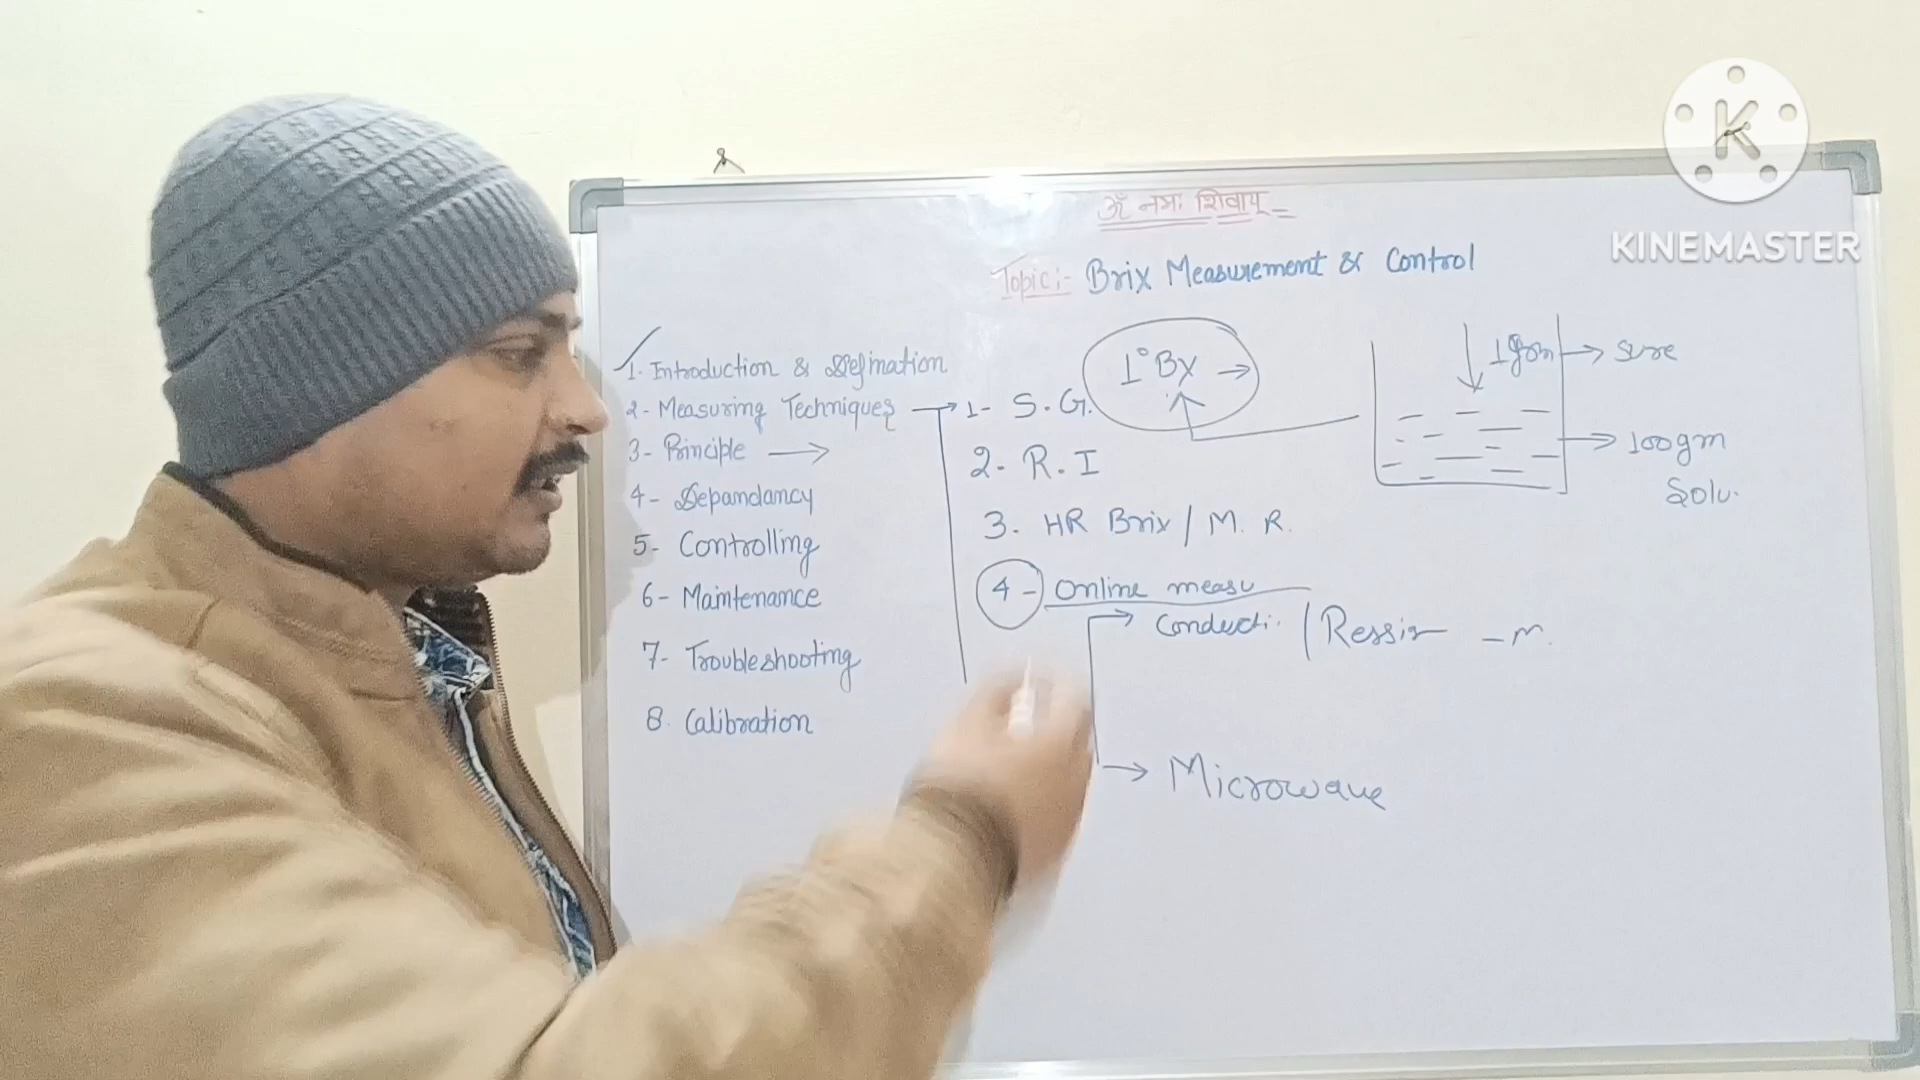 ॐ नमः शिवाय
Topic:- Brix Measurement & Control
1- Introduction & Defination
2- Measuring Techniques
3- Principle
4- Depandancy
5- Controlling
6- Maintenance
7- Troubleshooting
8. Calibration
1- S.G.
2. R.I
3. HR Brix / M. R.
4- Online measu
Conducti. / Ressis - M.
Microwave
1° Bx
1 gm
100gm
Solu.
K
KINEMASTER